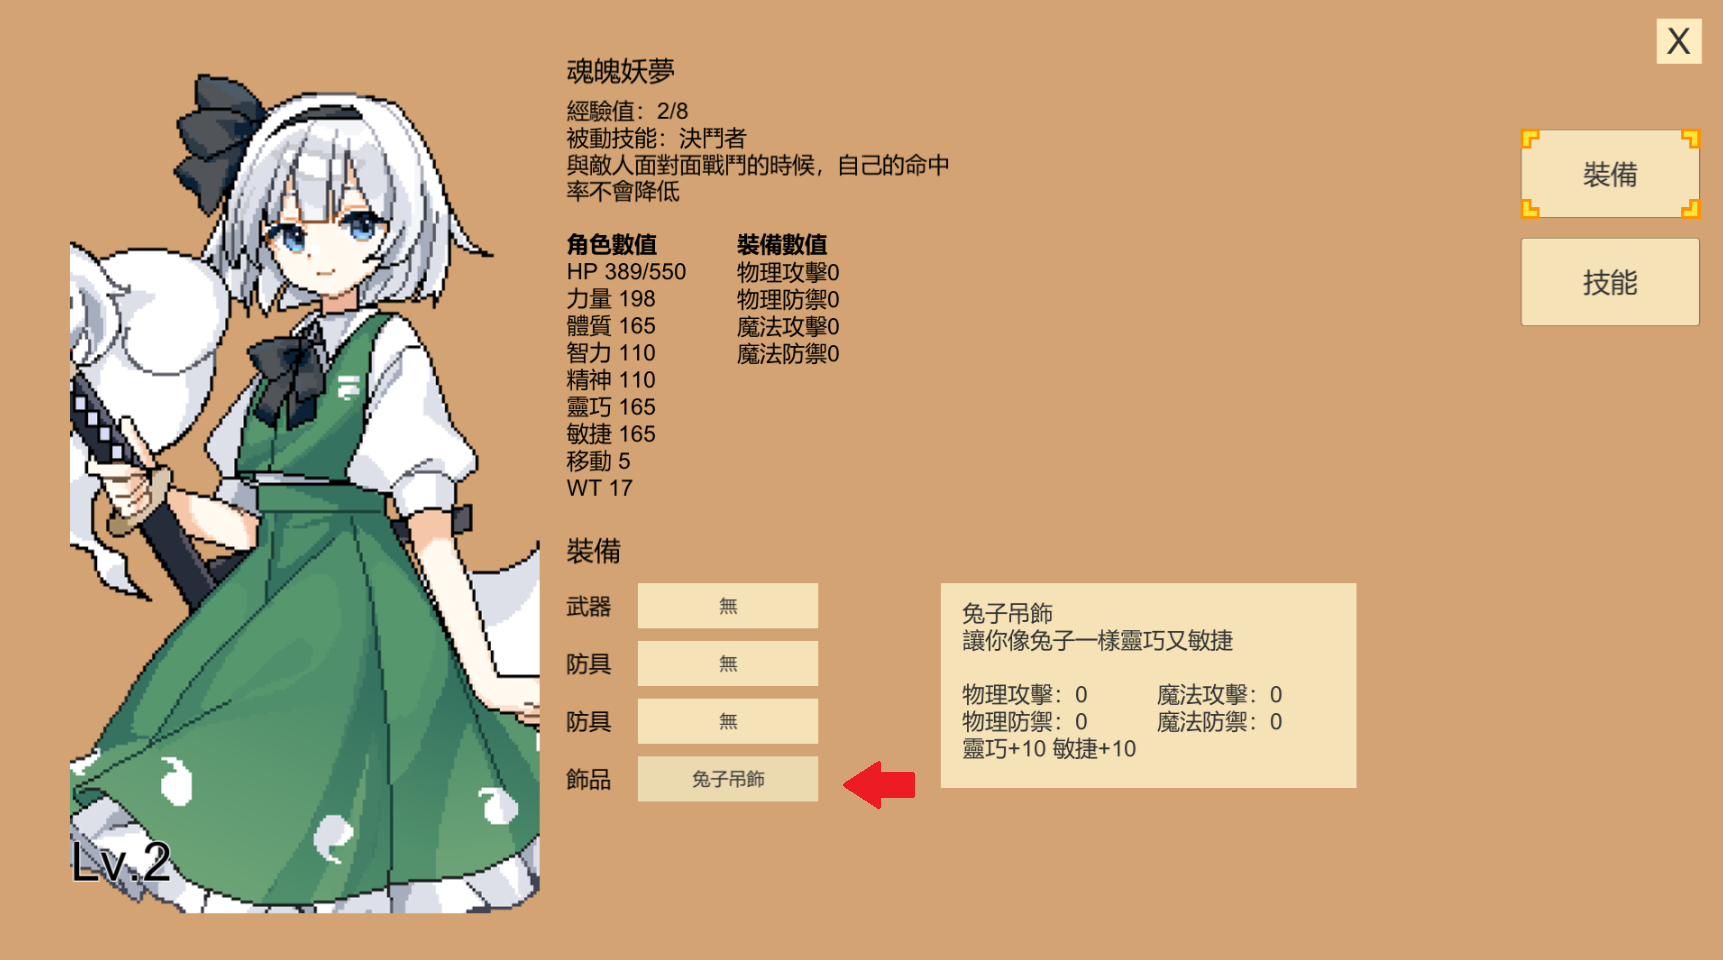 X
魂魄妖夢
經驗值：2/8
被動技能：決鬥者
與敵人面對面戰鬥的時候，自己的命中
率不會降低
裝備
技能
角色數值
HP 389/550
力量 198
體質 165
智力 110
精神 110
靈巧 165
敏捷 165
移動 5
WT 17
裝備數值
物理攻擊0
物理防禦0
魔法攻擊0
魔法防禦0
裝備
武器 無
防具 無
防具 無
飾品 兔子吊飾
兔子吊飾
讓你像兔子一樣靈巧又敏捷
物理攻擊：0 魔法攻擊：0
物理防禦：0 魔法防禦：0
靈巧+10 敏捷+10
Lv.2